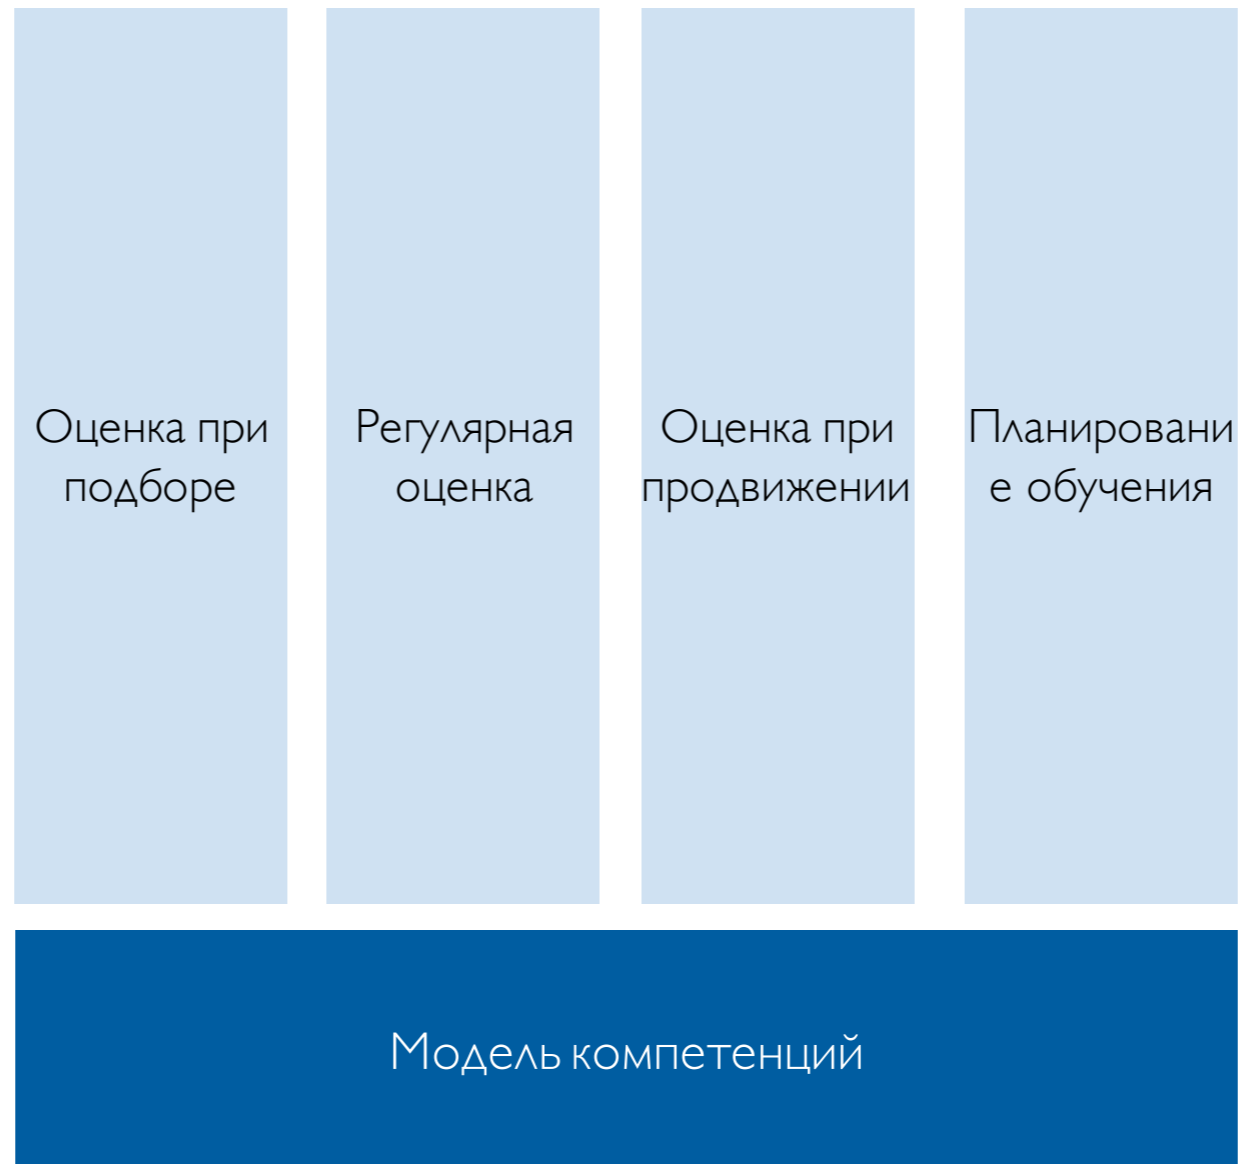 Оценка при
подборе
Регулярная
оценка
Оценка при
продвижении
Планировани
е обучения
Модель компетенций